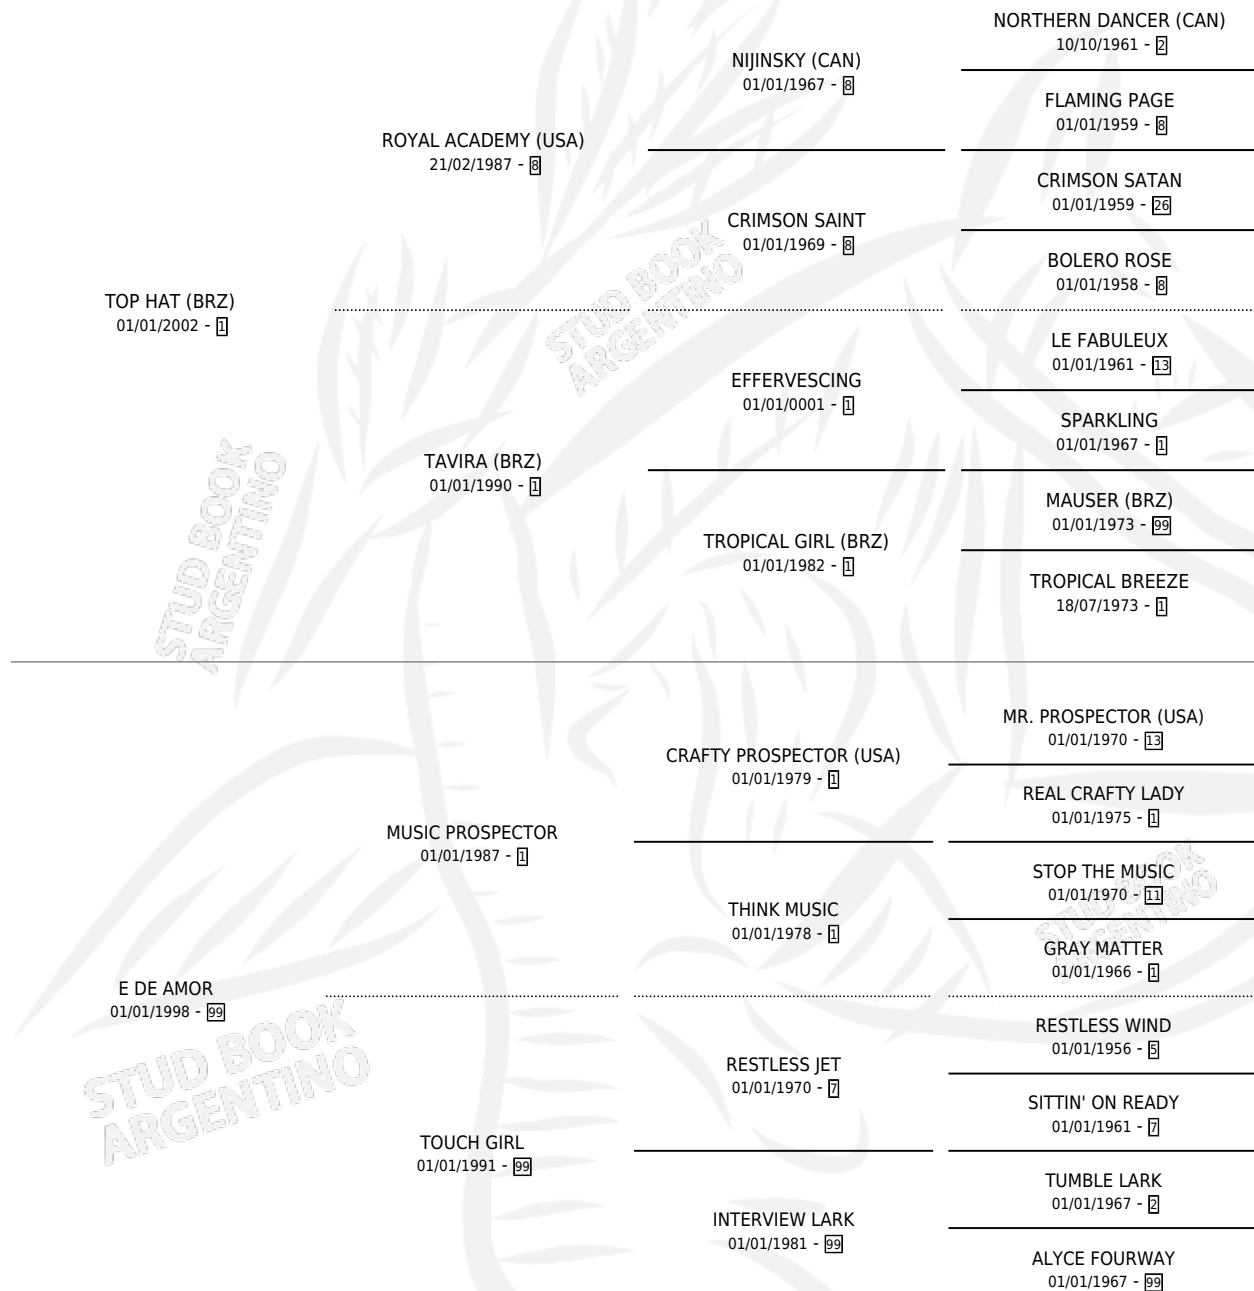 NORTHERN DANCER (CAN)
10/10/1961 - 2
NIJINSKY (CAN)
01/01/1967 - 8
FLAMING PAGE
01/01/1959 - 8
ROYAL ACADEMY (USA)
21/02/1987 - 8
CRIMSON SATAN
01/01/1959 - 26
CRIMSON SAINT
01/01/1969 - 8
BOLERO ROSE
01/01/1958 - 8
TOP HAT (BRZ)
01/01/2002 - 1
LE FABULEUX
01/01/1961 - 13
EFFERVESCING
01/01/0001 - 1
SPARKLING
01/01/1967 - 1
TAVIRA (BRZ)
01/01/1990 - 1
MAUSER (BRZ)
01/01/1973 - 99
TROPICAL GIRL (BRZ)
01/01/1982 - 1
TROPICAL BREEZE
18/07/1973 - 1
MR. PROSPECTOR (USA)
01/01/1970 - 13
CRAFTY PROSPECTOR (USA)
01/01/1979 - 1
REAL CRAFTY LADY
01/01/1975 - 1
MUSIC PROSPECTOR
01/01/1987 - 1
STOP THE MUSIC
01/01/1970 - 11
THINK MUSIC
01/01/1978 - 1
GRAY MATTER
01/01/1966 - 1
E DE AMOR
01/01/1998 - 99
RESTLESS WIND
01/01/1956 - 5
RESTLESS JET
01/01/1970 - 7
SITTIN' ON READY
01/01/1961 - 7
TOUCH GIRL
01/01/1991 - 99
TUMBLE LARK
01/01/1967 - 2
INTERVIEW LARK
01/01/1981 - 99
ALYCE FOURWAY
01/01/1967 - 99
STUD BOOK
ARGENTINO
STUD BOOK
ARGENTINO
STUD BOOK
ARGENTINO
STUD BOOK
ARGENTINO